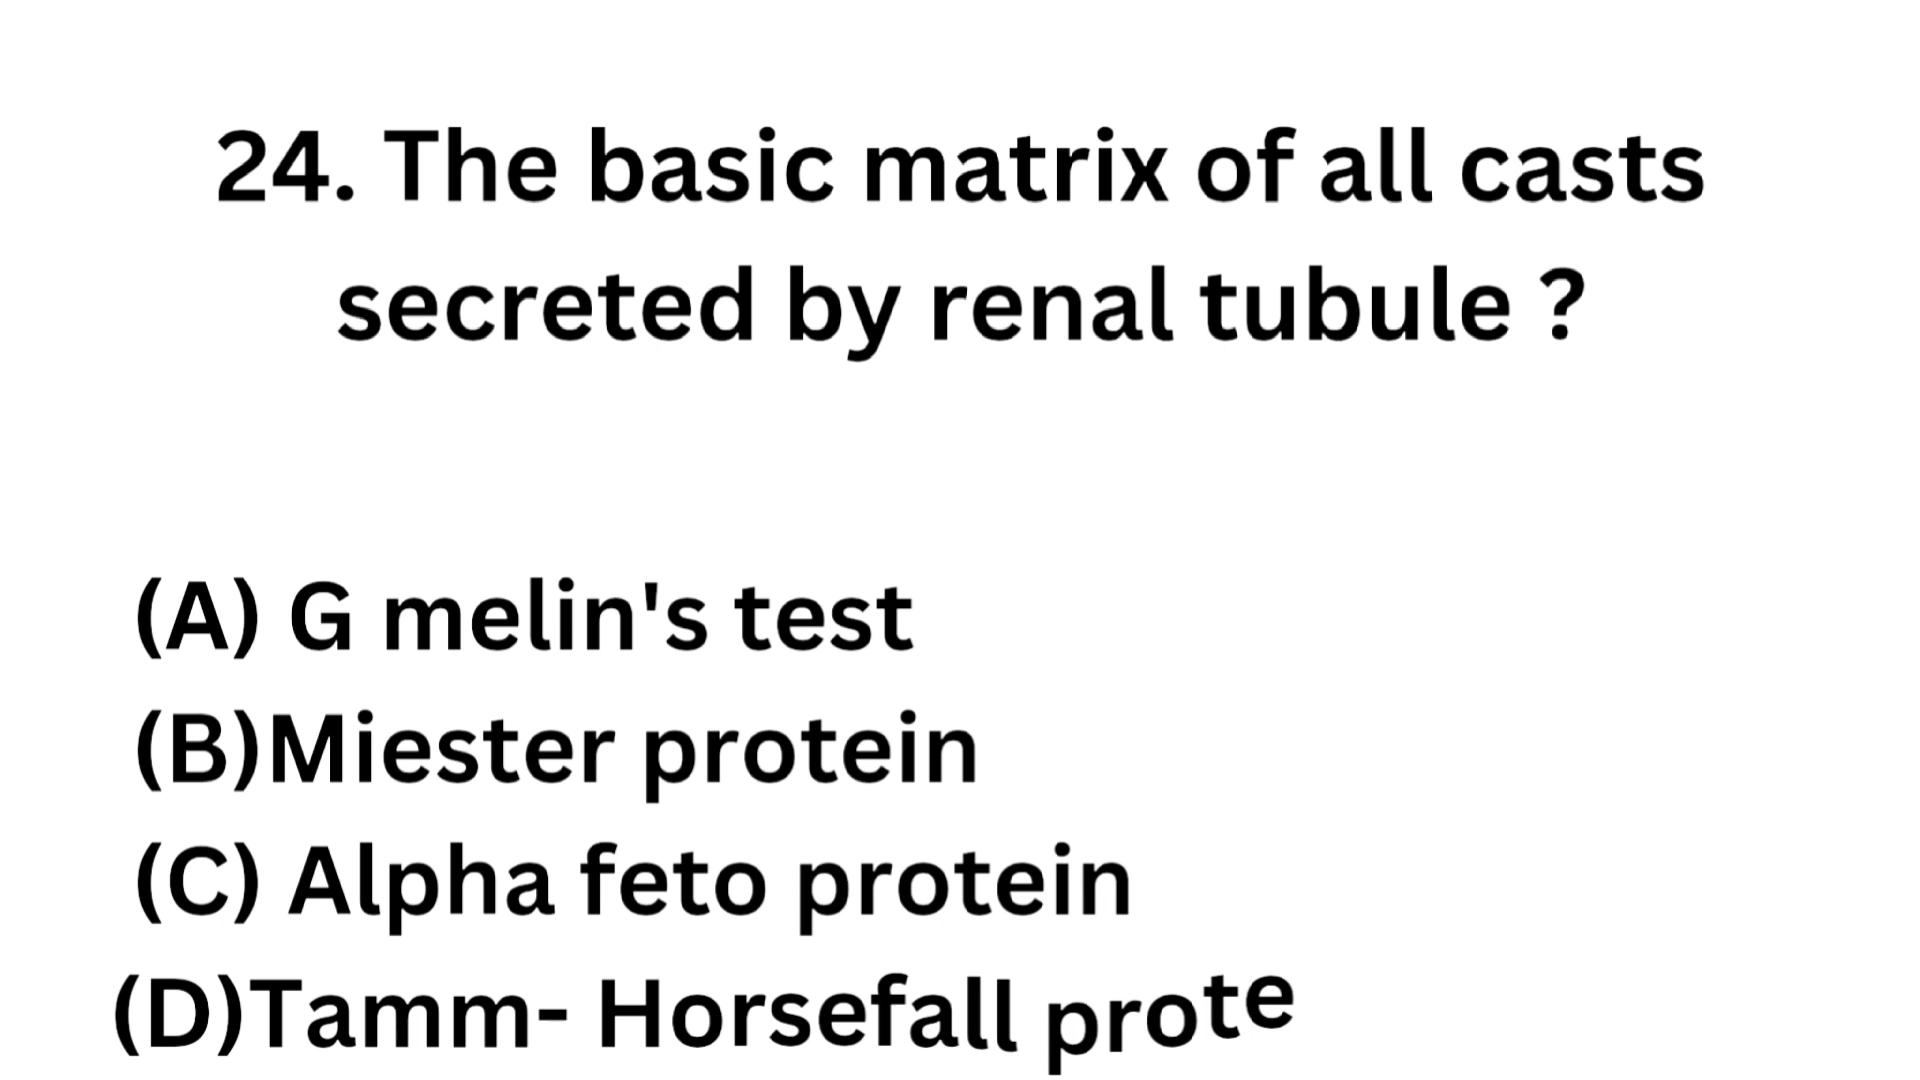 24. The basic matrix of all casts
secreted by renal tubule ?
(A) G melin's test
(B)Miester protein
(C) Alpha feto protein
(D)Tamm- Horsefall prote